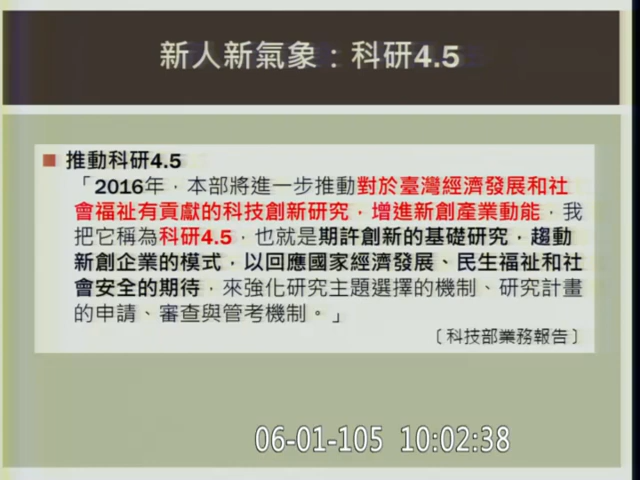 新人新氣象：科研4.5
■ 推動科研4.5
「2016年，本部將進一步推動對於臺灣經濟發展和社
會福祉有貢獻的科技創新研究，增進新創產業動能，我
把它稱為科研4.5，也就是期許創新的基礎研究，趨動
新創企業的模式，以回應國家經濟發展、民生福祉和社
會安全的期待，來強化研究主題選擇的機制、研究計畫
的申請、審查與管考機制。」
〔科技部業務報告〕
06-01-105 10:02:38